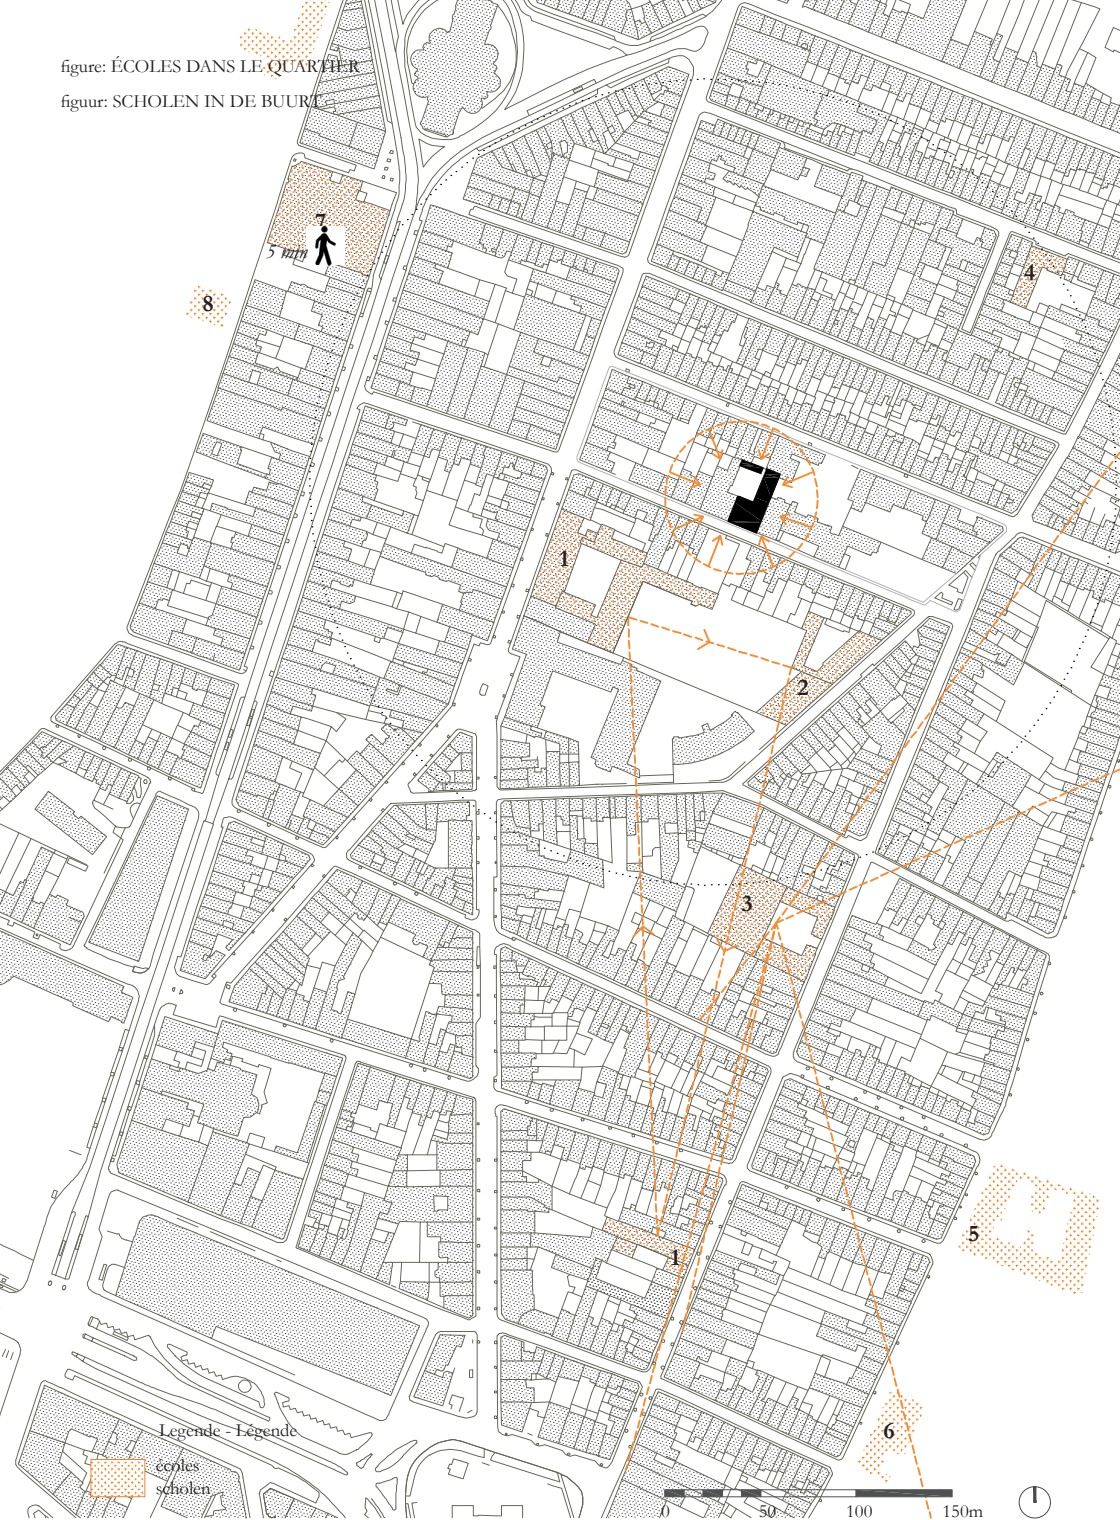 figure: ÉCOLES DANS LE QUARTIER
figuur: SCHOLEN IN DE BUURT
7
5 min
8
4
1
2
3
1
5
6
Legende - Légende
écoles
scholen
0 50 100 150m